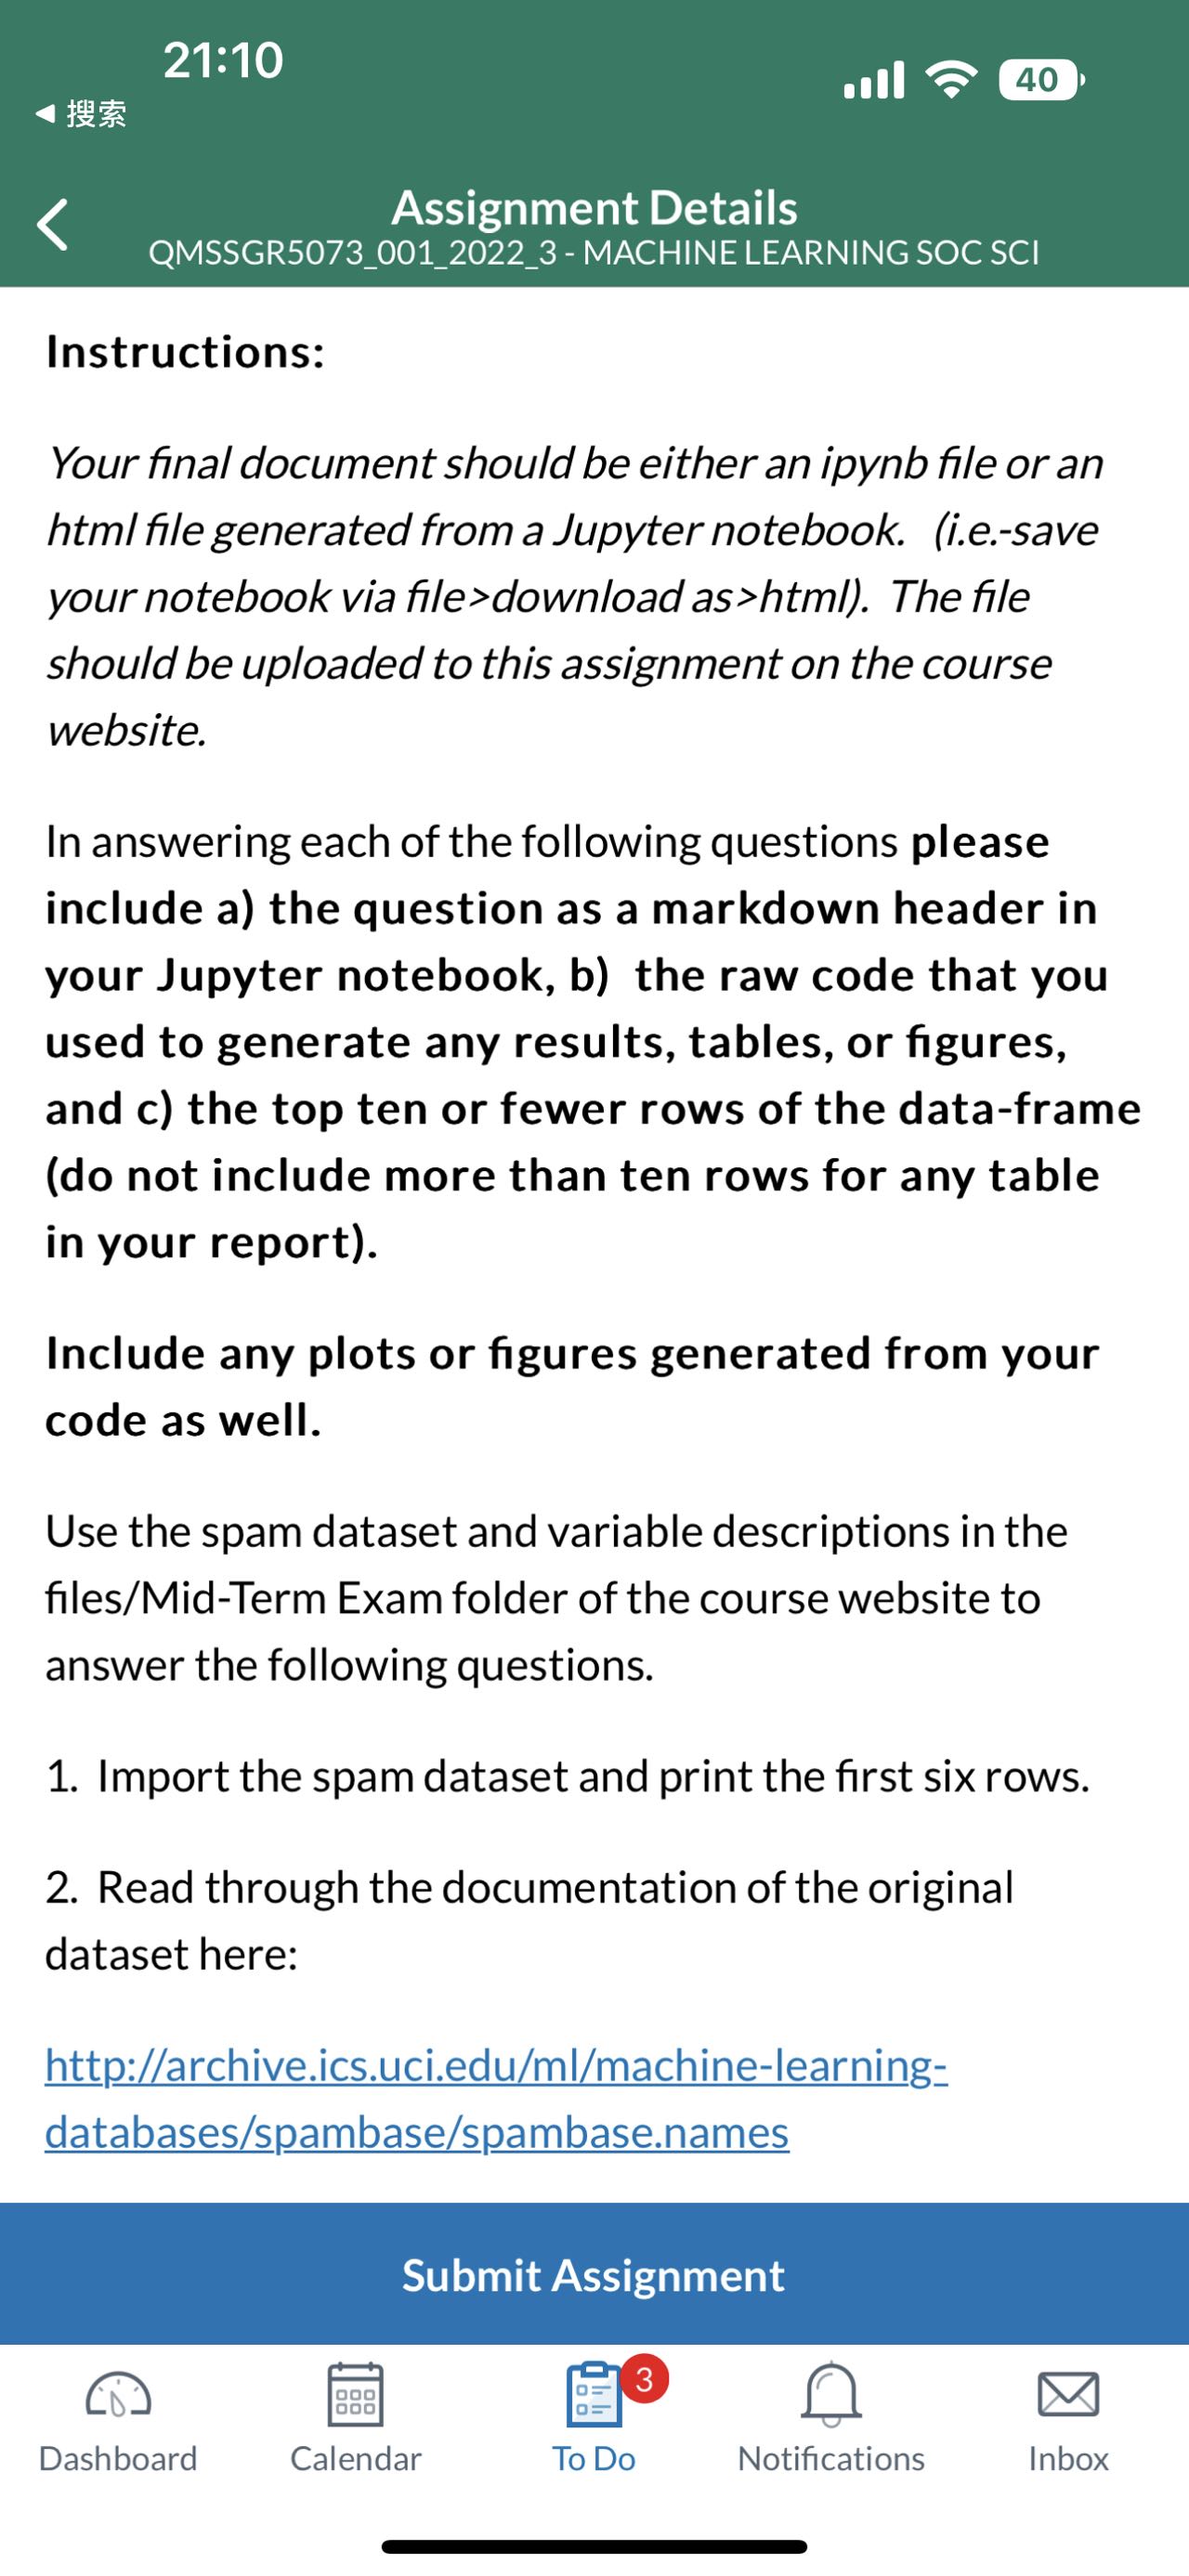 21:10
40
◀ 搜索
Assignment Details
QMSSGR5073_001_2022_3 - MACHINE LEARNING SOC SCI
Instructions:
Your final document should be either an ipynb file or an
html file generated from a Jupyter notebook. (i.e.-save
your notebook via file>download as>html). The file
should be uploaded to this assignment on the course
website.
In answering each of the following questions please
include a) the question as a markdown header in
your Jupyter notebook, b) the raw code that you
used to generate any results, tables, or figures,
and c) the top ten or fewer rows of the data-frame
(do not include more than ten rows for any table
in your report).
Include any plots or figures generated from your
code as well.
Use the spam dataset and variable descriptions in the
files/Mid-Term Exam folder of the course website to
answer the following questions.
1. Import the spam dataset and print the first six rows.
2. Read through the documentation of the original
dataset here:
http://archive.ics.uci.edu/ml/machine-learning-
databases/spambase/spambase.names
Submit Assignment
3
Dashboard
Calendar
To Do
Notifications
Inbox